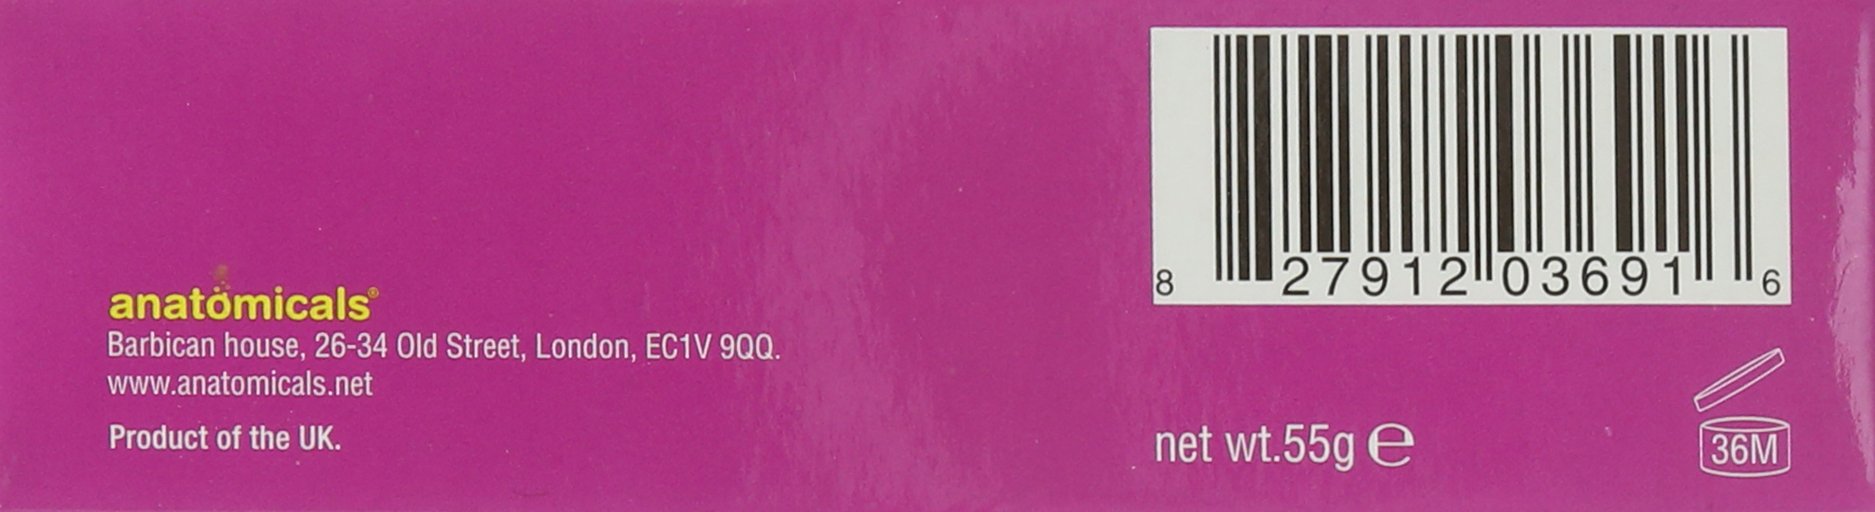 anatömicals®
Barbican house, 26-34 Old Street, London, EC1V 9QQ.
www.anatomicals.net
Product of the UK.
8 27912 03691 6
net wt.55g ℮
36M